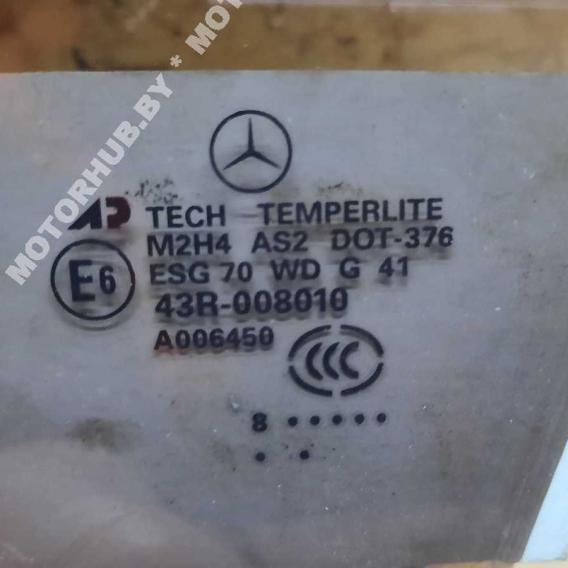 MOTORHUB.BY * MOT
AP TECH TEMPERLITE
M2H4 AS2 DOT-376
E6
ESG 70 WD G 41
43R-008010
A006450
CCC
8 •••••
• •